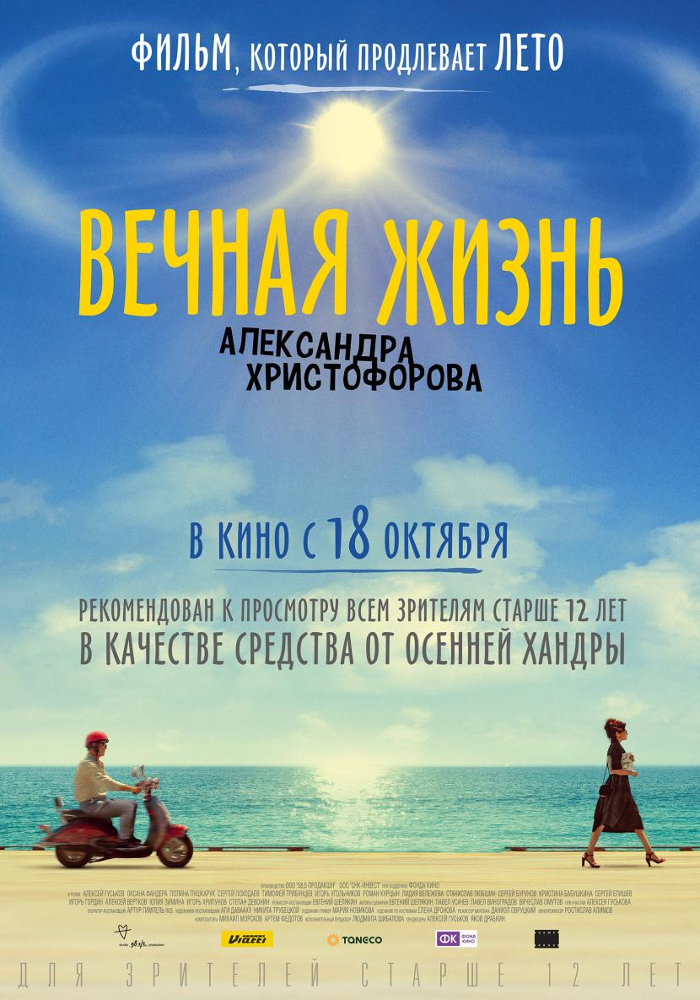 ФИЛЬМ, КОТОРЫЙ ПРОДЛЕВАЕТ ЛЕТО
ВЕЧНАЯ ЖИЗНЬ
АЛЕКСАНДРА
ХРИСТОФОРОВА
В КИНО С 18 ОКТЯБРЯ
РЕКОМЕНДОВАН К ПРОСМОТРУ ВСЕМ ЗРИТЕЛЯМ СТАРШЕ 12 ЛЕТ
В КАЧЕСТВЕ СРЕДСТВА ОТ ОСЕННЕЙ ХАНДРЫ
ПРОИЗВОДСТВО ООО "58,5 ПРОДАКШН" ООО "СНК-ИНВЕСТ" ПРИ ПОДДЕРЖКЕ ФОНДА КИНО
В РОЛЯХ АЛЕКСЕЙ ГУСЬКОВ ОКСАНА ФАНДЕРА ПОЛИНА ПУШКАРУК СЕРГЕЙ ПОХОДАЕВ ТИМОФЕЙ ТРИБУНЦЕВ ИГОРЬ УГОЛЬНИКОВ РОМАН КУРЦЫН ЛИДИЯ ВЕЛЕЖЕВА СТАНИСЛАВ ЛЮБШИН СЕРГЕЙ БУРУНОВ КРИСТИНА БАБУШКИНА СЕРГЕЙ ЕПИШЕВ
ИГОРЬ ГОРДИН АЛЕКСЕЙ ВЕРТКОВ ЮЛИЯ ЗИМИНА ИГОРЬ ХРИПУНОВ СТЕПАН ДЕВОНИН РЕЖИССЕР-ПОСТАНОВЩИК ЕВГЕНИЙ ШЕЛЯКИН АВТОРЫ СЦЕНАРИЯ ЕВГЕНИЙ ШЕЛЯКИН ПАВЕЛ УСАЧЕВ ПАВЕЛ ВИНОГРАДОВ ВЯЧЕСЛАВ ОМУТОВ ПРИ УЧАСТИИ АЛЕКСЕЯ ГУСЬКОВА
ОПЕРАТОР-ПОСТАНОВЩИК АРТУР ГИМПЕЛЬ RGS ХУДОЖНИКИ-ПОСТАНОВЩИКИ АГИ ДАВААХУ НИКИТА ТРУБЕЦКОЙ ХУДОЖНИК-ГРИМЕР МАРИЯ НОВИКОВА ХУДОЖНИК ПО КОСТЮМАМ ЕЛЕНА ДРОНОВА РЕЖИССЕР МОНТАЖА ДАНИЭЛ ОВРУЦКИЙ ЗВУКОРЕЖИССЕР РОСТИСЛАВ АЛИМОВ
КОМПОЗИТОРЫ МИХАИЛ МОРСКОВ АРТЕМ ФЕДОТОВ ИСПОЛНИТЕЛЬНЫЙ ПРОДЮСЕР ЛЮДМИЛА ШИБАЛОВА ПРОДЮСЕРЫ АЛЕКСЕЙ ГУСЬКОВ ЯКОВ ДРАБКИН
studio 58 1/2 production
Viatti
TANECO
ФК ФОНД КИНО
ДЛЯ ЗРИТЕЛЕЙ СТАРШЕ 12 ЛЕТ